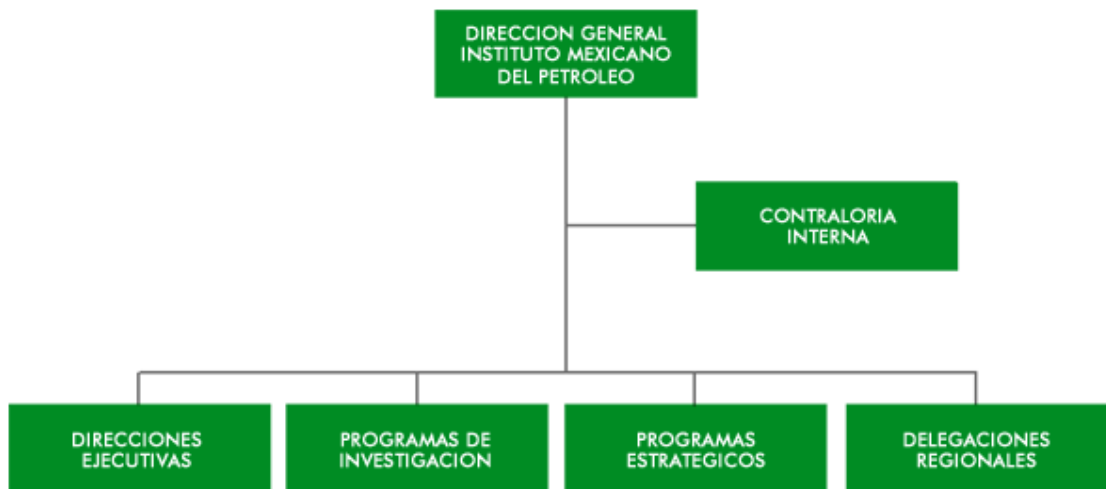 DIRECCION GENERAL
INSTITUTO MEXICANO
DEL PETROLEO
CONTRALORIA
INTERNA
DIRECCIONES
EJECUTIVAS
PROGRAMAS DE
INVESTIGACION
PROGRAMAS
ESTRATEGICOS
DELEGACIONES
REGIONALES